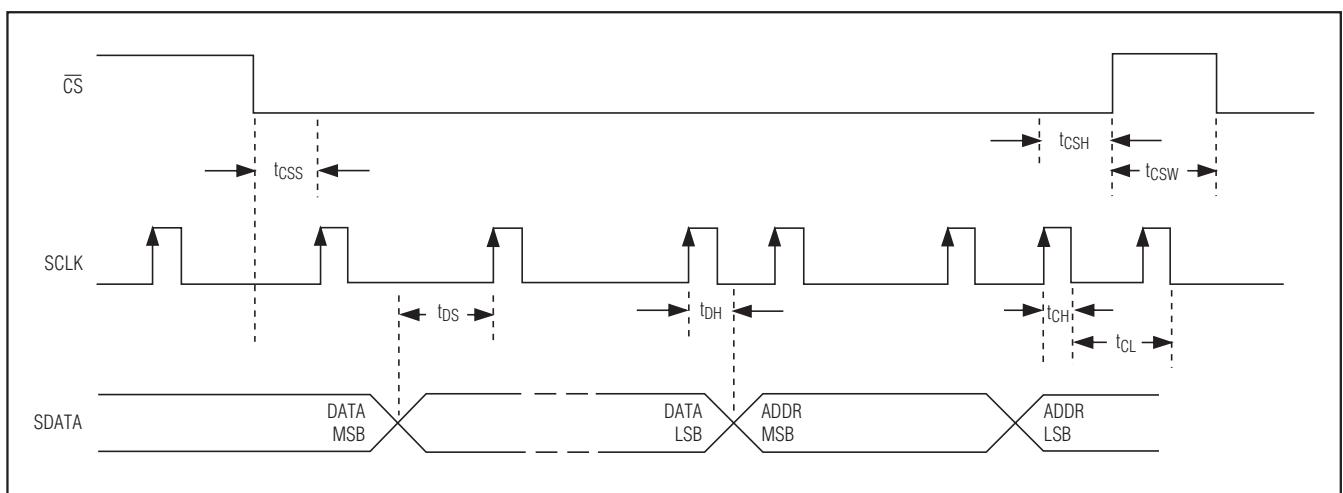 CS
tCSS
tCSH
tCSW
SCLK
tDS
tDH
tCH
tCL
SDATA
DATA
MSB
DATA
LSB
ADDR
MSB
ADDR
LSB